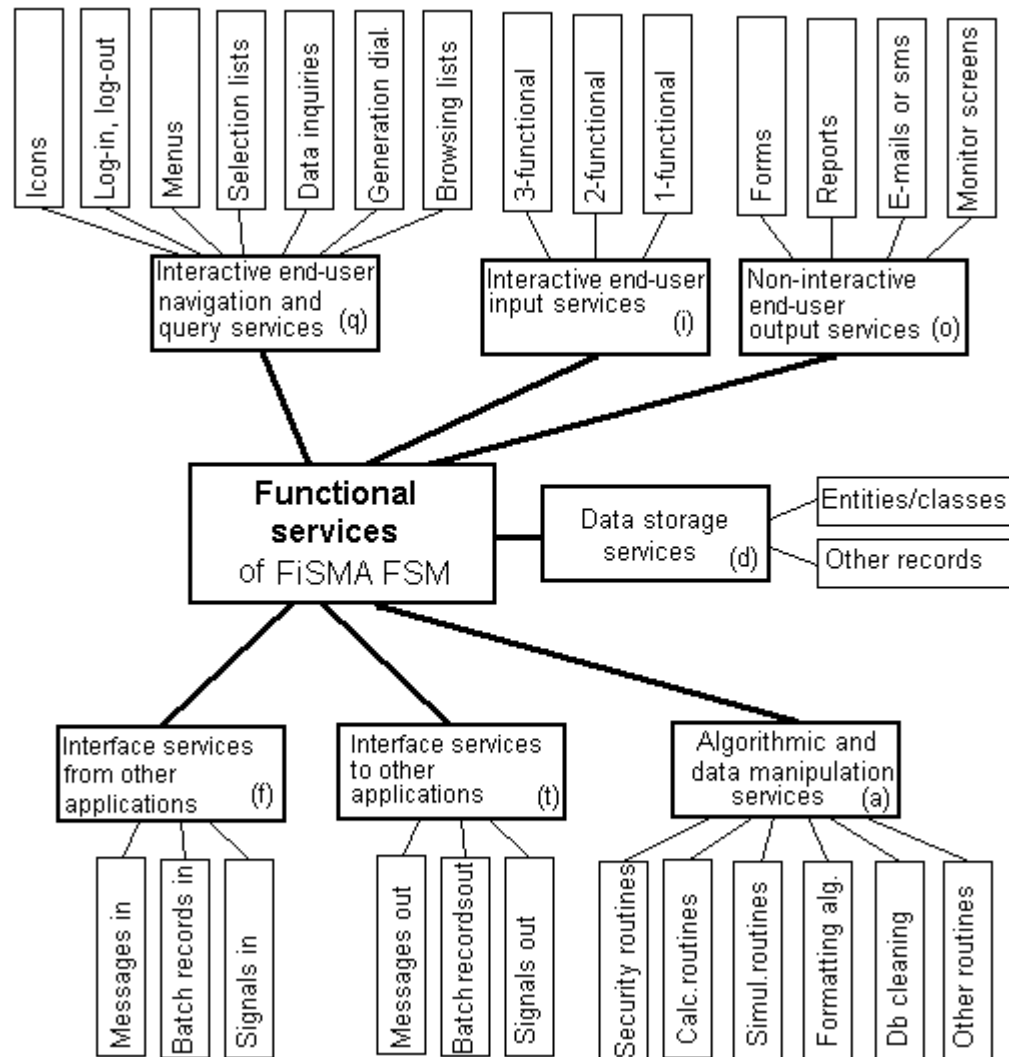 Icons
Log-in, log-out
Menus
Selection lists
Data inquiries
Generation dial.
Browsing lists
3-functional
2-functional
1-functional
Forms
Reports
E-mails or sms
Monitor screens
Interactive end-user
navigation and
query services (q)
Interactive end-user
input services
(i)
Non-interactive
end-user
output services (o)
Functional
services
of FiSMA FSM
Data storage
services
(d)
Entities/classes
Other records
Interface services
from other
applications (f)
Interface services
to other
applications (t)
Algorithmic and
data manipulation
services (a)
Messages in
Batch records in
Signals in
Messages out
Batch recordsout
Signals out
Security routines
Calc.routines
Simul.routines
Formatting alg.
Db cleaning
Other routines